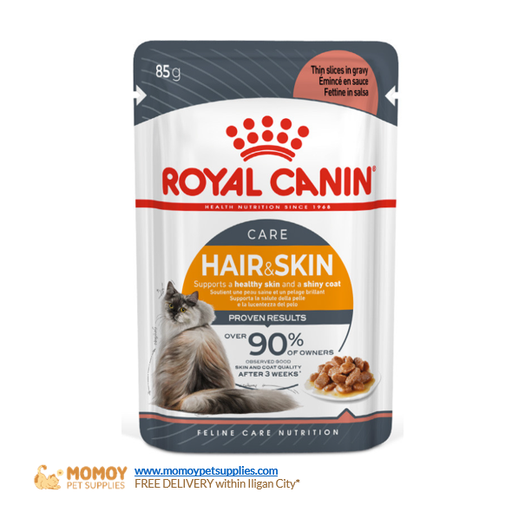 85g
Thin slices in gravy
Émincé en sauce
Fettine in salsa
ROYAL CANIN®
HEALTH NUTRITION SINCE 1968
CARE
HAIR&SKIN
Supports a healthy skin and a shiny coat
Soutient une peau saine et un pelage brillant
Supporta la salute della pelle
e la lucentezza del pelo
PROVEN RESULTS
OVER 90% OF OWNERS
OBSERVED GOOD
SKIN AND COAT QUALITY
AFTER 3 WEEKS*
FELINE CARE NUTRITION
MOMOY
PET SUPPLIES
www.momoypetsupplies.com
FREE DELIVERY within Iligan City*